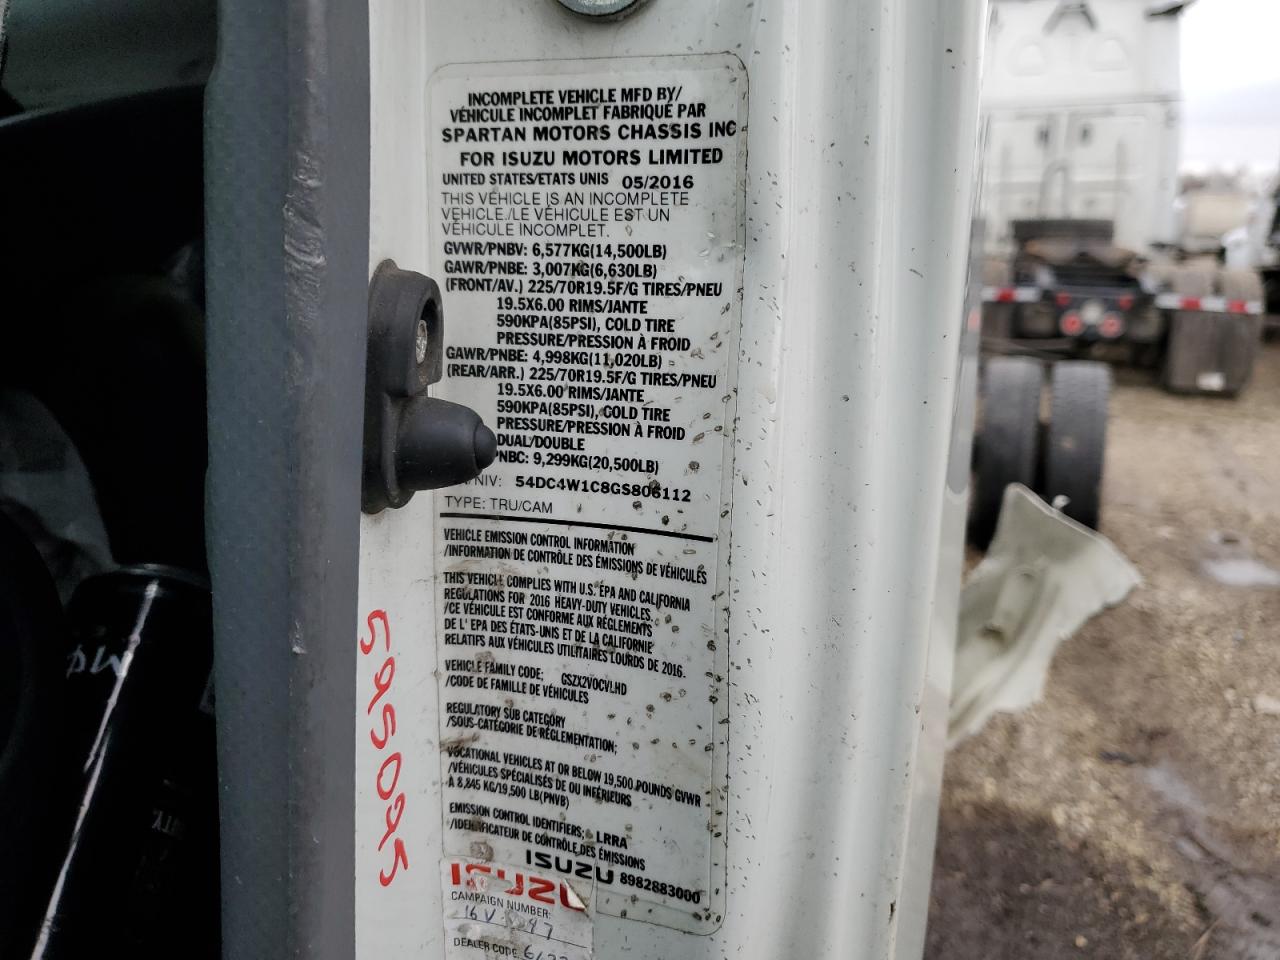 INCOMPLETE VEHICLE MFD BY/
VÉHICULE INCOMPLET FABRIQUÉ PAR
SPARTAN MOTORS CHASSIS INC
FOR ISUZU MOTORS LIMITED
UNITED STATES/ETATS UNIS 05/2016
THIS VEHICLE IS AN INCOMPLETE
VEHICLE./LE VÉHICULE EST UN
VÉHICULE INCOMPLET.
GVWR/PNBV: 6,577KG(14,500LB)
GAWR/PNBE: 3,007KG(6,630LB)
(FRONT/AV.) 225/70R19.5F/G TIRES/PNEU
19.5X6.00 RIMS/JANTE
590KPA(85PSI), COLD TIRE
PRESSURE/PRESSION À FROID
GAWR/PNBE: 4,998KG(11,020LB)
(REAR/ARR.) 225/70R19.5F/G TIRES/PNEU
19.5X6.00 RIMS/JANTE
590KPA(85PSI), COLD TIRE
PRESSURE/PRESSION À FROID
DUAL/DOUBLE
PNBC: 9,299KG(20,500LB)
NIV: 54DC4W1C8GS806112
TYPE: TRU/CAM
VEHICLE EMISSION CONTROL INFORMATION
/INFORMATION DE CONTRÔLE DES ÉMISSIONS DE VÉHICULES
THIS VEHICLE COMPLIES WITH U.S. EPA AND CALIFORNIA
REGULATIONS FOR 2016 HEAVY-DUTY VEHICLES.
/CE VÉHICULE EST CONFORME AUX RÉGLEMENTS
DE L' EPA DES ÉTATS-UNIS ET DE LA CALIFORNIE
RELATIFS AUX VÉHICULES UTILITAIRES LOURDS DE 2016.
VEHICLE FAMILY CODE: GSZX2VOCVLHD
/CODE DE FAMILLE DE VÉHICULES
REGULATORY SUB CATEGORY
/SOUS-CATÉGORIE DE RÉGLEMENTATION;
VOCATIONAL VEHICLES AT OR BELOW 19,500 POUNDS GVWR
/VÉHICULES SPÉCIALISÉS DE OU INFÉRIEURS
À 8,845 KG/19,500 LB(PNVB)
EMISSION CONTROL IDENTIFIERS; LRRA
/IDENTIFICATEUR DE CONTRÔLE DES ÉMISSIONS
ISUZU 8982883000
ISUZU
CAMPAIGN NUMBER:
16V
DEALER CODE
5925025